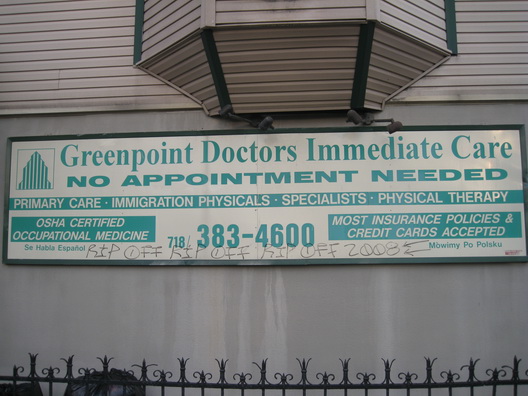 Greenpoint Doctors Immediate Care
NO APPOINTMENT NEEDED
PRIMARY CARE · IMMIGRATION PHYSICALS · SPECIALISTS · PHYSICAL THERAPY
OSHA CERTIFIED
OCCUPATIONAL MEDICINE
718/ 383-4600
MOST INSURANCE POLICIES &
CREDIT CARDS ACCEPTED
Se Habla Español RIP OFF RIP OFF RIP OFF 2008 Mòwimy Po Polsku